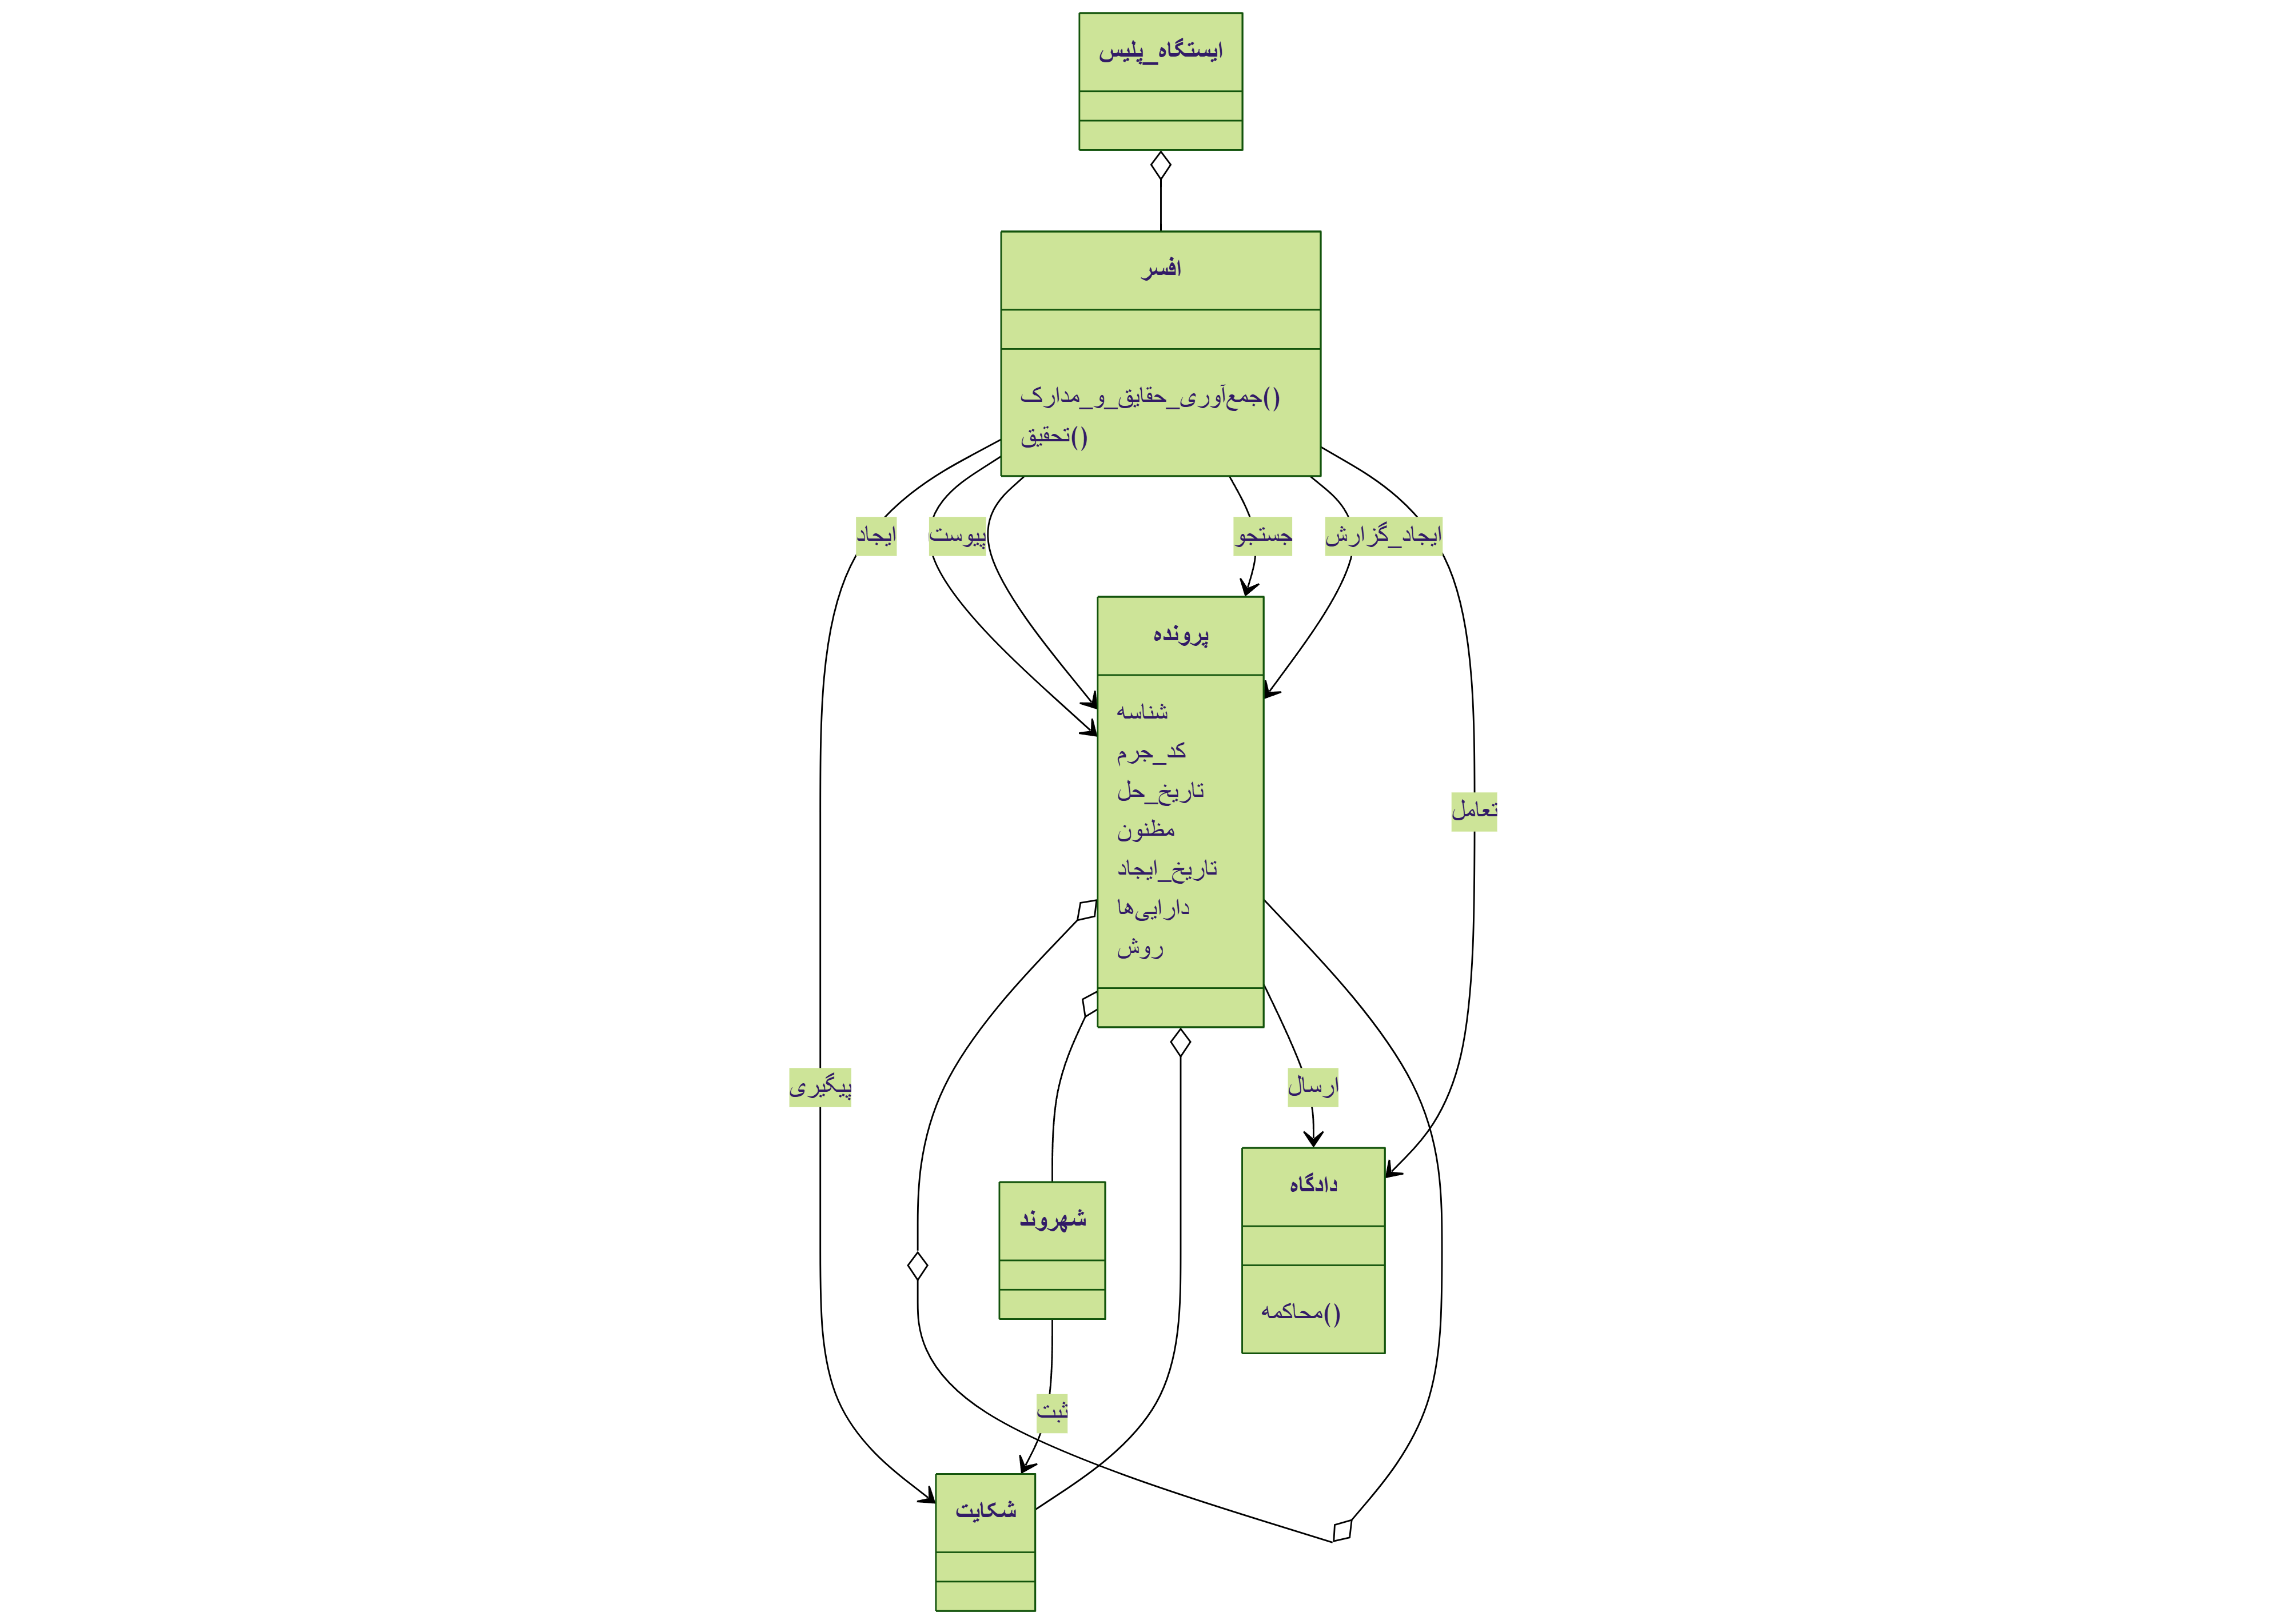 ایستگاه_پلیس
افسر
جمع‌آوری_حقایق_و_مدارک()
تحقیق()
ایجاد
پیوست
جستجو
ایجاد_گزارش
پرونده
شناسه
کد_جرم
تاریخ_حل
مظنون
تاریخ_ایجاد
دارایی‌ها
روش
تعامل
پیگیری
ارسال
دادگاه
محاکمه()
شهروند
ثبت
شکایت